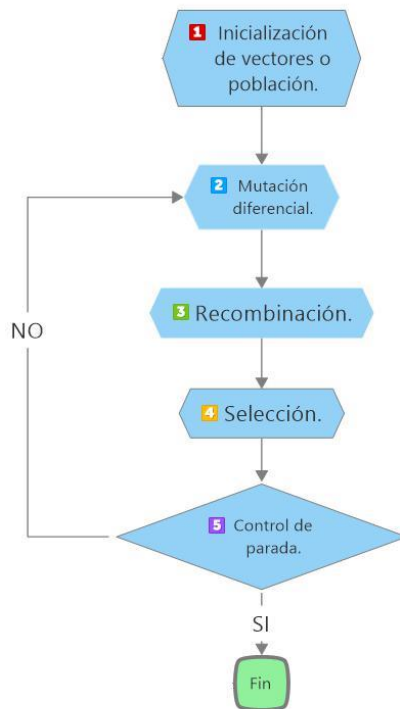 1 Inicialización
de vectores o
población.
2 Mutación
diferencial.
NO
3 Recombinación.
4 Selección.
5 Control de
parada.
SI
Fin